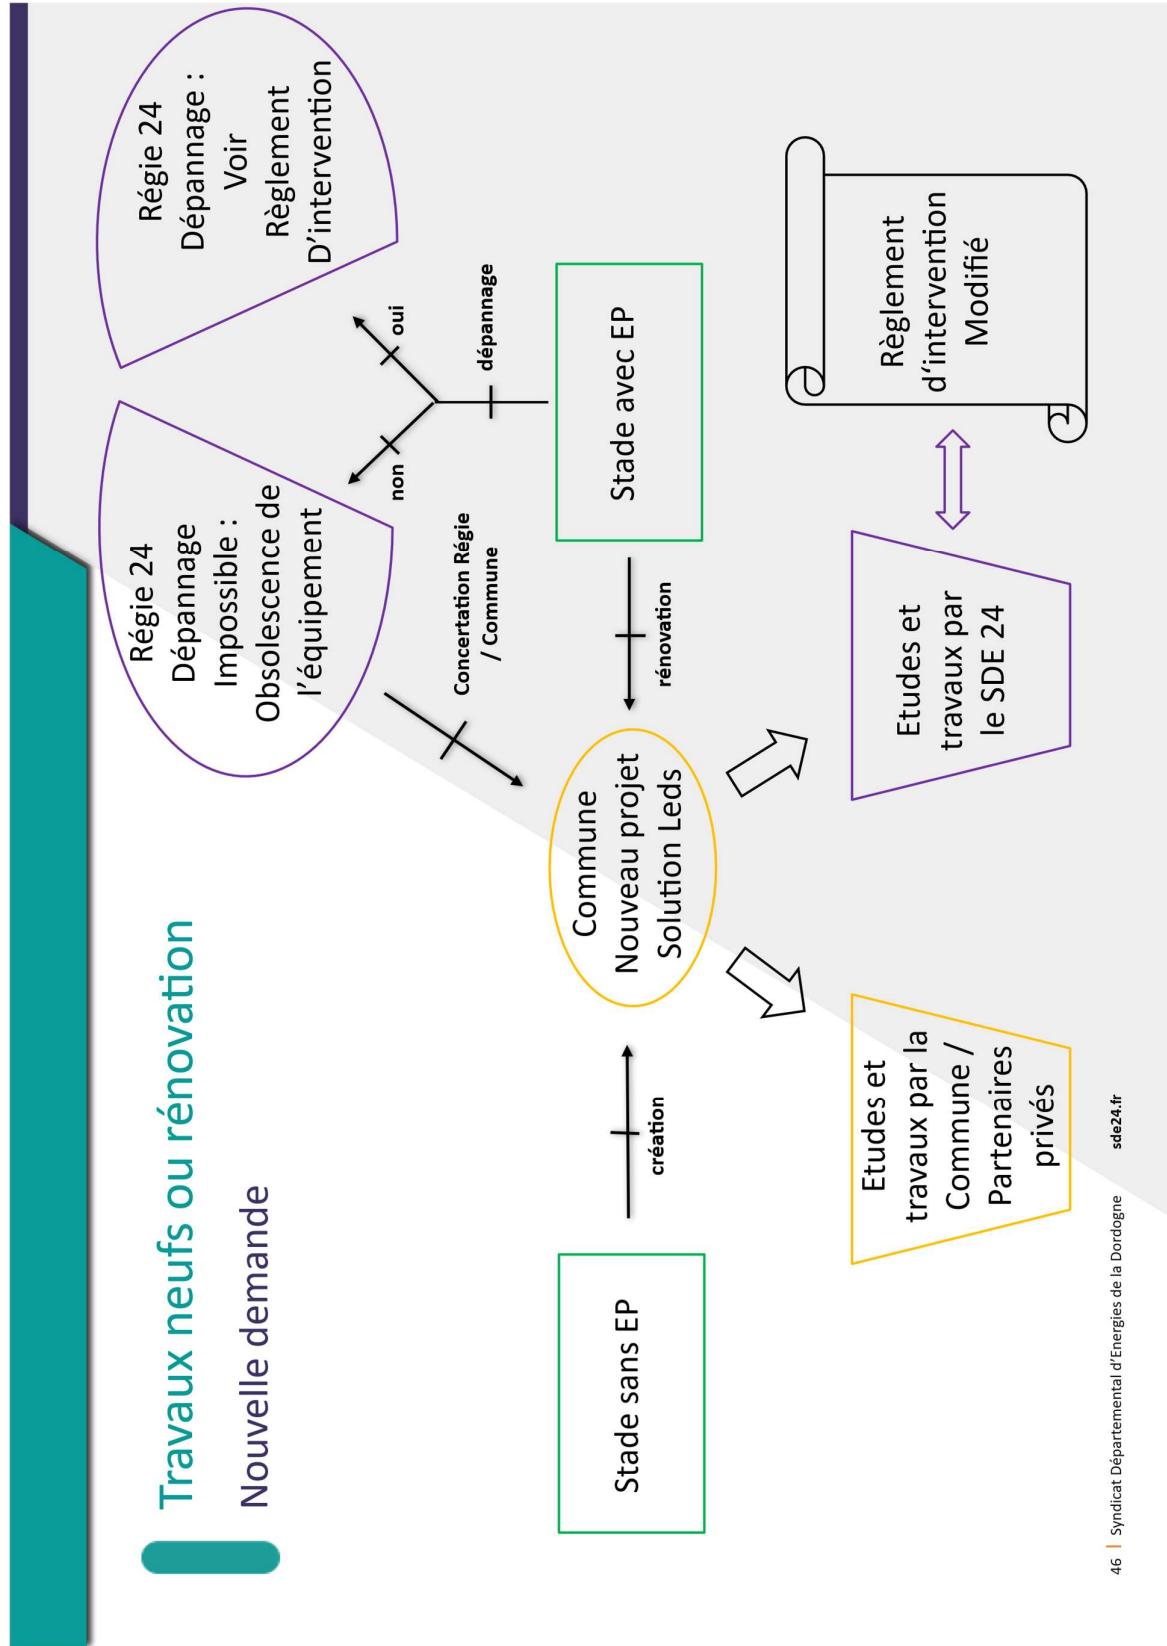 Travaux neufs ou rénovation
Nouvelle demande
Régie 24
Dépannage
Impossible :
Obsolescence de
l'équipement
Régie 24
Dépannage :
Voir
Règlement
D'intervention
non
oui
Concertation Régie
/ Commune
dépannage
Stade sans EP
création
Commune
Nouveau projet
Solution Leds
rénovation
Stade avec EP
Etudes et
travaux par la
Commune /
Partenaires
privés
Etudes et
travaux par
le SDE 24
Règlement
d'intervention
Modifié
46 | Syndicat Départemental d'Energies de la Dordogne sde24.fr